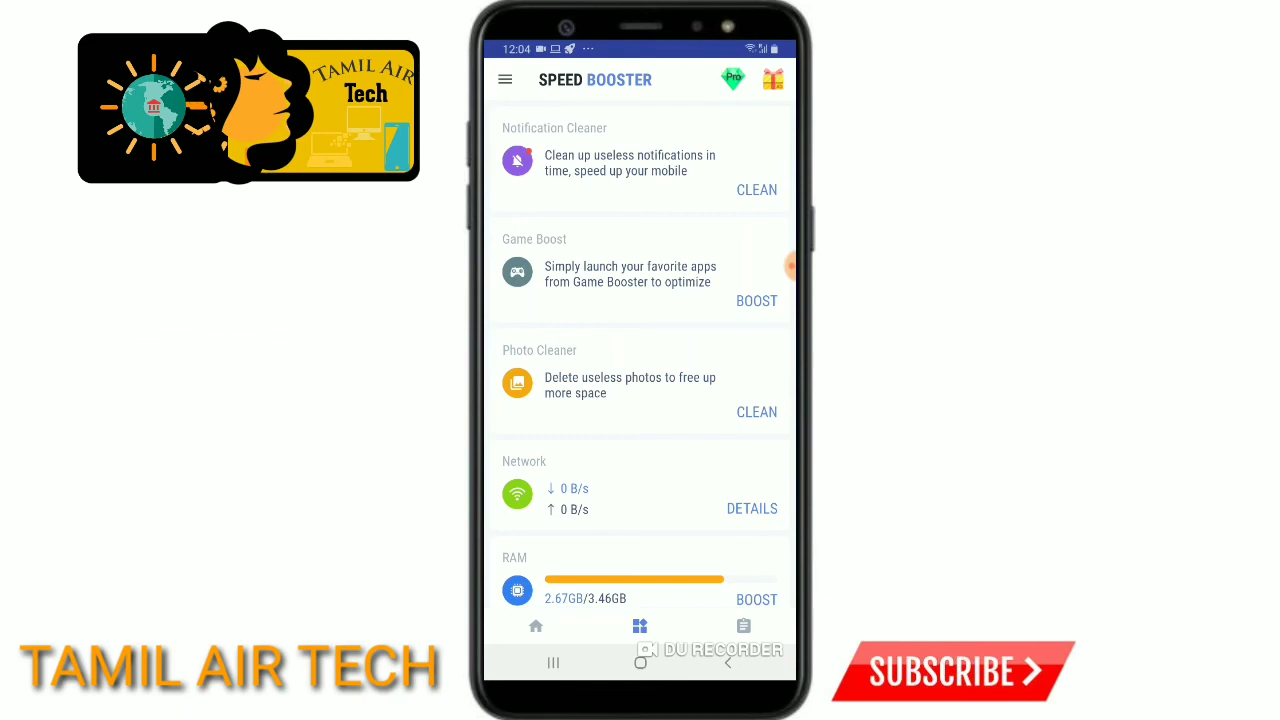 TAMIL AIR
Tech
12:04
SPEED BOOSTER
Pro
Notification Cleaner
Clean up useless notifications in
time, speed up your mobile
CLEAN
Game Boost
Simply launch your favorite apps
from Game Booster to optimize
BOOST
Photo Cleaner
Delete useless photos to free up
more space
CLEAN
Network
↓ 0 B/s
↑ 0 B/s
DETAILS
RAM
2.67GB/3.46GB
BOOST
DU RECORDER
TAMIL AIR TECH
SUBSCRIBE